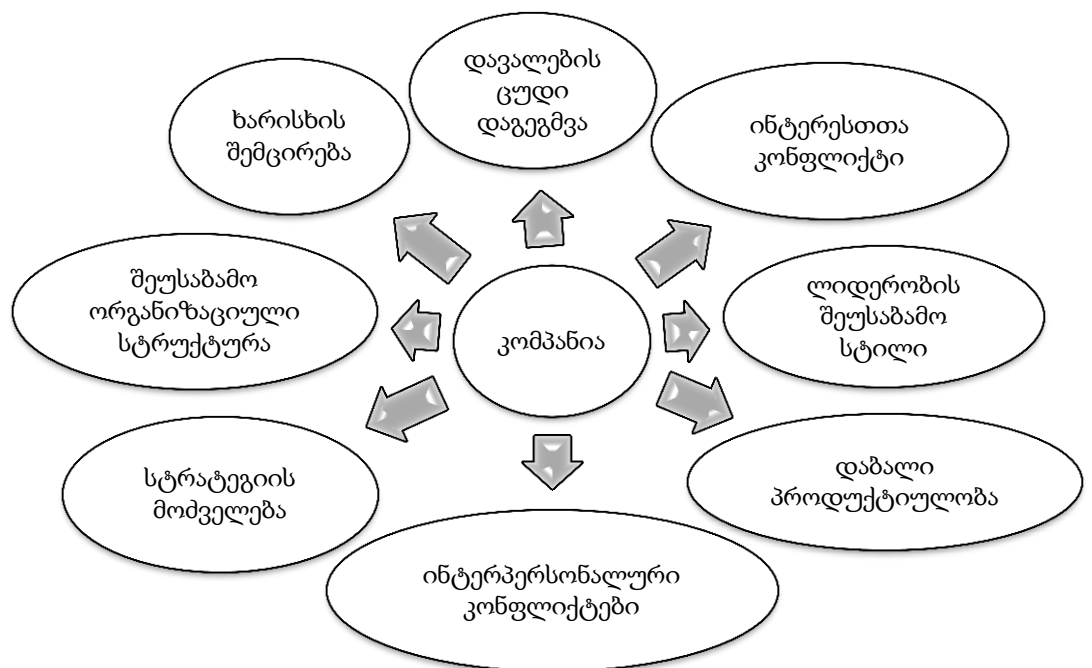 დავალების
ცუდი
დაგეგმვა
ხარისხის
შემცირება
ინტერესთთა
კონფლიქტი
შეუსაბამო
ორგანიზაციული
სტრუქტურა
კომპანია
ლიდერობის
შეუსაბამო
სტილი
სტრატეგიის
მოძველება
დაბალი
პროდუქტიულობა
ინტერპერსონალური
კონფლიქტები